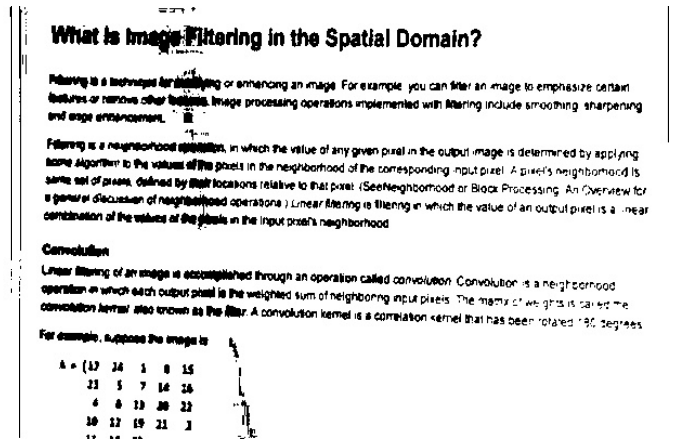 What Is Image Filtering in the Spatial Domain?
Filtering is a technique for modifying or enhancing an image. For example, you can filter an image to emphasize certain
features or remove other features. Image processing operations implemented with filtering include smoothing, sharpening,
and edge enhancement.
Filtering is a neighborhood operation, in which the value of any given pixel in the output image is determined by applying
some algorithm to the values of the pixels in the neighborhood of the corresponding input pixel. A pixel's neighborhood is
some set of pixels, defined by their locations relative to that pixel. (SeeNeighborhood or Block Processing: An Overview for
a general discussion of neighborhood operations.) Linear filtering is filtering in which the value of an output pixel is a linear
combination of the values of the pixels in the input pixel's neighborhood.
Convolution
Linear filtering of an image is accomplished through an operation called convolution. Convolution is a neighborhood
operation in which each output pixel is the weighted sum of neighboring input pixels. The matrix of weights is called the
convolution kernel, also known as the filter. A convolution kernel is a correlation kernel that has been rotated 180 degrees.
For example, suppose the image is
A = [17 24 1 8 15
23 5 7 14 16
4 6 13 20 22
10 12 19 21 3